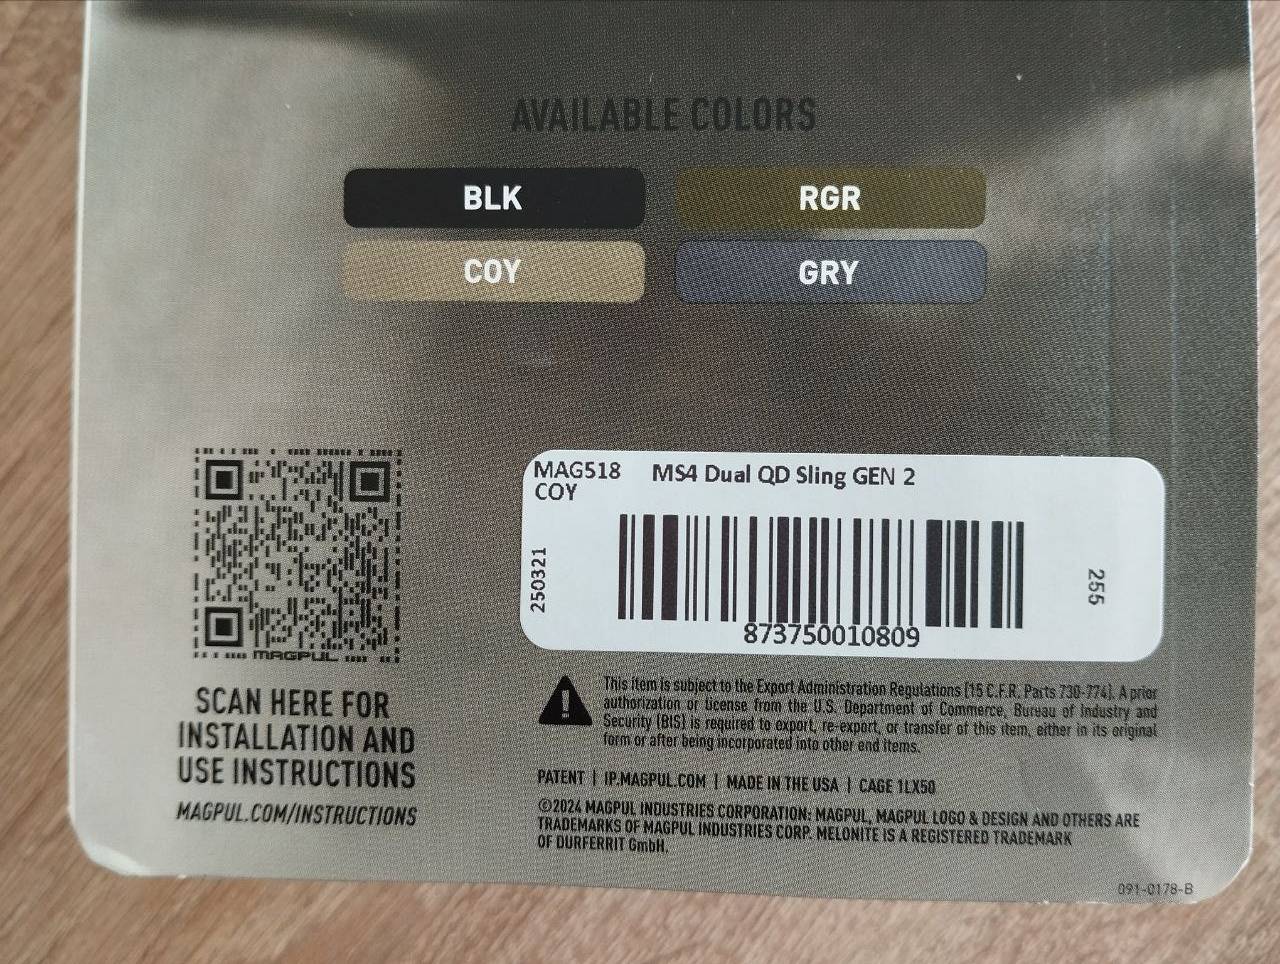 AVAILABLE COLORS
BLK RGR
COY GRY
MAGPUL
SCAN HERE FOR
INSTALLATION AND
USE INSTRUCTIONS
MAGPUL.COM/INSTRUCTIONS
MAG518 MS4 Dual QD Sling GEN 2
COY
250321
255
873750010809
This item is subject to the Export Administration Regulations (15 C.F.R. Parts 730-774). A prior
authorization or license from the U.S. Department of Commerce, Bureau of Industry and
Security (BIS) is required to export, re-export, or transfer of this item, either in its original
form or after being incorporated into other end items.
PATENT | IP.MAGPUL.COM | MADE IN THE USA | CAGE 1LX50
©2024 MAGPUL INDUSTRIES CORPORATION: MAGPUL, MAGPUL LOGO & DESIGN AND OTHERS ARE
TRADEMARKS OF MAGPUL INDUSTRIES CORP. MELONITE IS A REGISTERED TRADEMARK
OF DURFERRIT GmbH.
091-0178-B